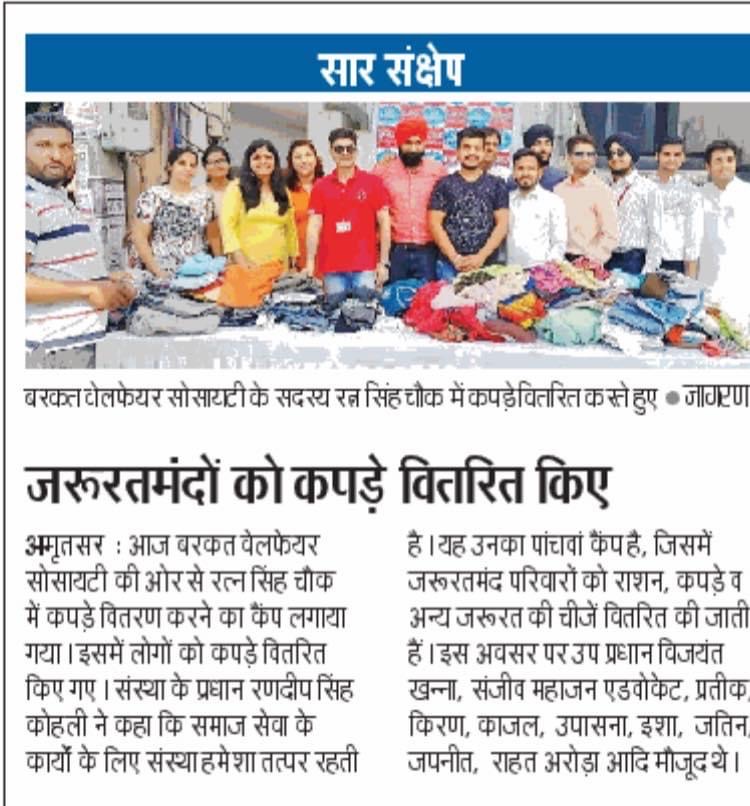 सार संक्षेप
बरकत वेलफेयर सोसायटी के सदस्य रत्न सिंह चौक में कपड़े वितरित करते हुए ● जागरण
जरूरतमंदों को कपड़े वितरित किए
अमृतसर : आज बरकत वेलफेयर
सोसायटी की ओर से रत्न सिंह चौक
में कपड़े वितरण करने का कैंप लगाया
गया। इसमें लोगों को कपड़े वितरित
किए गए। संस्था के प्रधान रणदीप सिंह
कोहली ने कहा कि समाज सेवा के
कार्यों के लिए संस्था हमेशा तत्पर रहती
है। यह उनका पांचवां कैंप है, जिसमें
जरूरतमंद परिवारों को राशन, कपड़े व
अन्य जरूरत की चीजें वितरित की जाती
हैं। इस अवसर पर उप प्रधान विजयंत
खन्ना, संजीव महाजन एडवोकेट, प्रतीक,
किरण, काजल, उपासना, इशा, जतिन,
जपनीत, राहत अरोड़ा आदि मौजूद थे।